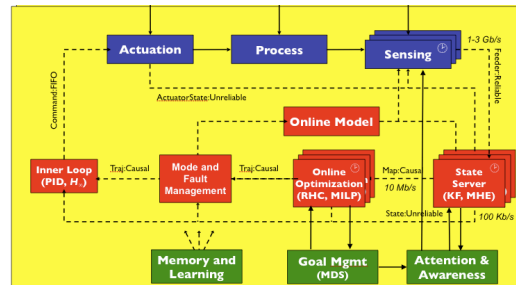 Actuation
Process
Sensing
1-3 Gb/s
Command:FIFO
Feeder:Reliable
ActuatorState:Unreliable
Online Model
Inner Loop
(PID, H∞)
Traj:Causal
Mode and
Fault
Management
Traj:Causal
Online
Optimization
(RHC, MILP)
Map:Causal
10 Mb/s
State
Server
(KF, MHE)
State:Unreliable
100 Kb/s
Memory and
Learning
Goal Mgmt
(MDS)
Attention &
Awareness